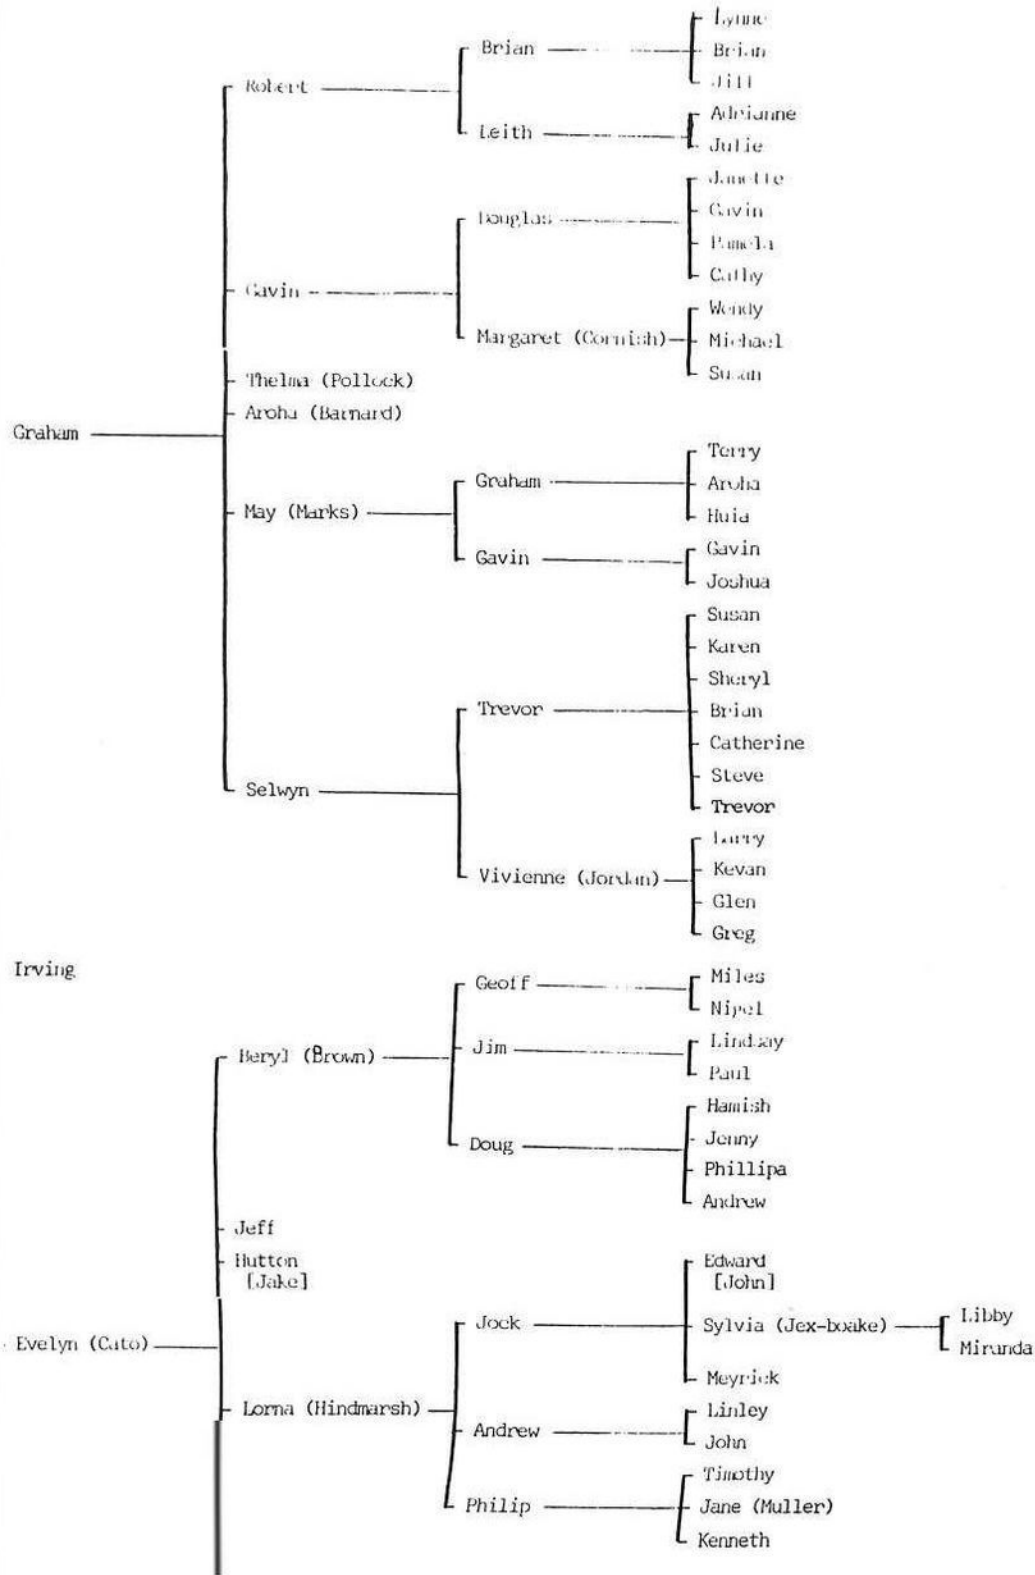 Lynne
Brian
Brian
Jill
Robert
Adrianne
Leith
Julie
Janette
Douglas
Gavin
Pamela
Cathy
Gavin
Wendy
Margaret (Cornish)
Michael
Susan
Thelma (Pollock)
Aroha (Barnard)
Graham
Terry
Graham
Aroha
May (Marks)
Huia
Gavin
Gavin
Joshua
Susan
Karen
Sheryl
Trevor
Brian
Catherine
Steve
Selwyn
Trevor
Larry
Kevan
Vivienne (Jordan)
Glen
Greg
Irving
Miles
Geoff
Nigel
Lindsay
Jim
Beryl (Brown)
Paul
Hamish
Jenny
Doug
Phillipa
Andrew
Jeff
Hutton
[Jake]
Edward
[John]
Libby
Jock
Sylvia (Jex-boake)
Evelyn (Cato)
Miranda
Meyrick
Lorna (Hindmarsh)
Linley
Andrew
John
Timothy
Philip
Jane (Muller)
Kenneth